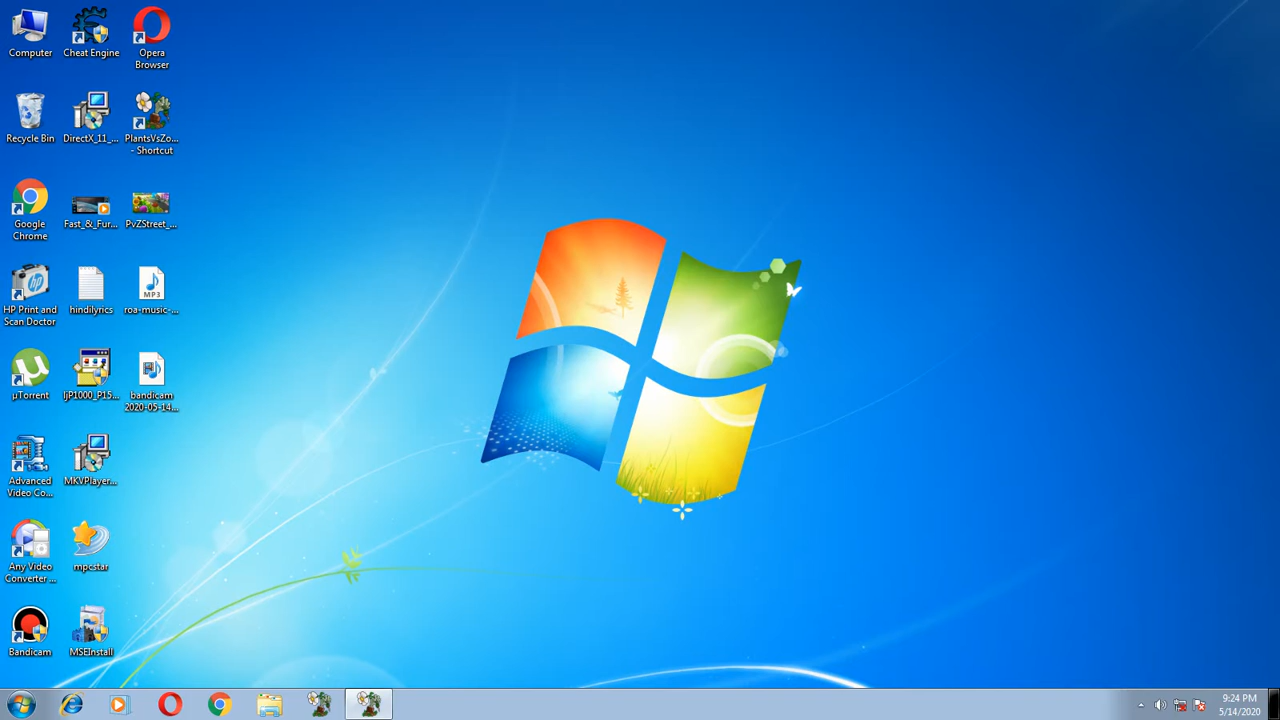 Computer
Cheat Engine
Opera
Browser
Recycle Bin
DirectX_11_...
PlantsVsZo...
- Shortcut
Google
Chrome
Fast_&_Fur...
PvZStreet_...
HP Print and
Scan Doctor
hindilyrics
MP3
roa-music-...
µTorrent
ljP1000_P15...
bandicam
2020-05-14...
Advanced
Video Co...
MKVPlayer...
Any Video
Converter ...
mpcstar
Bandicam
MSEInstall
9:24 PM
5/14/2020